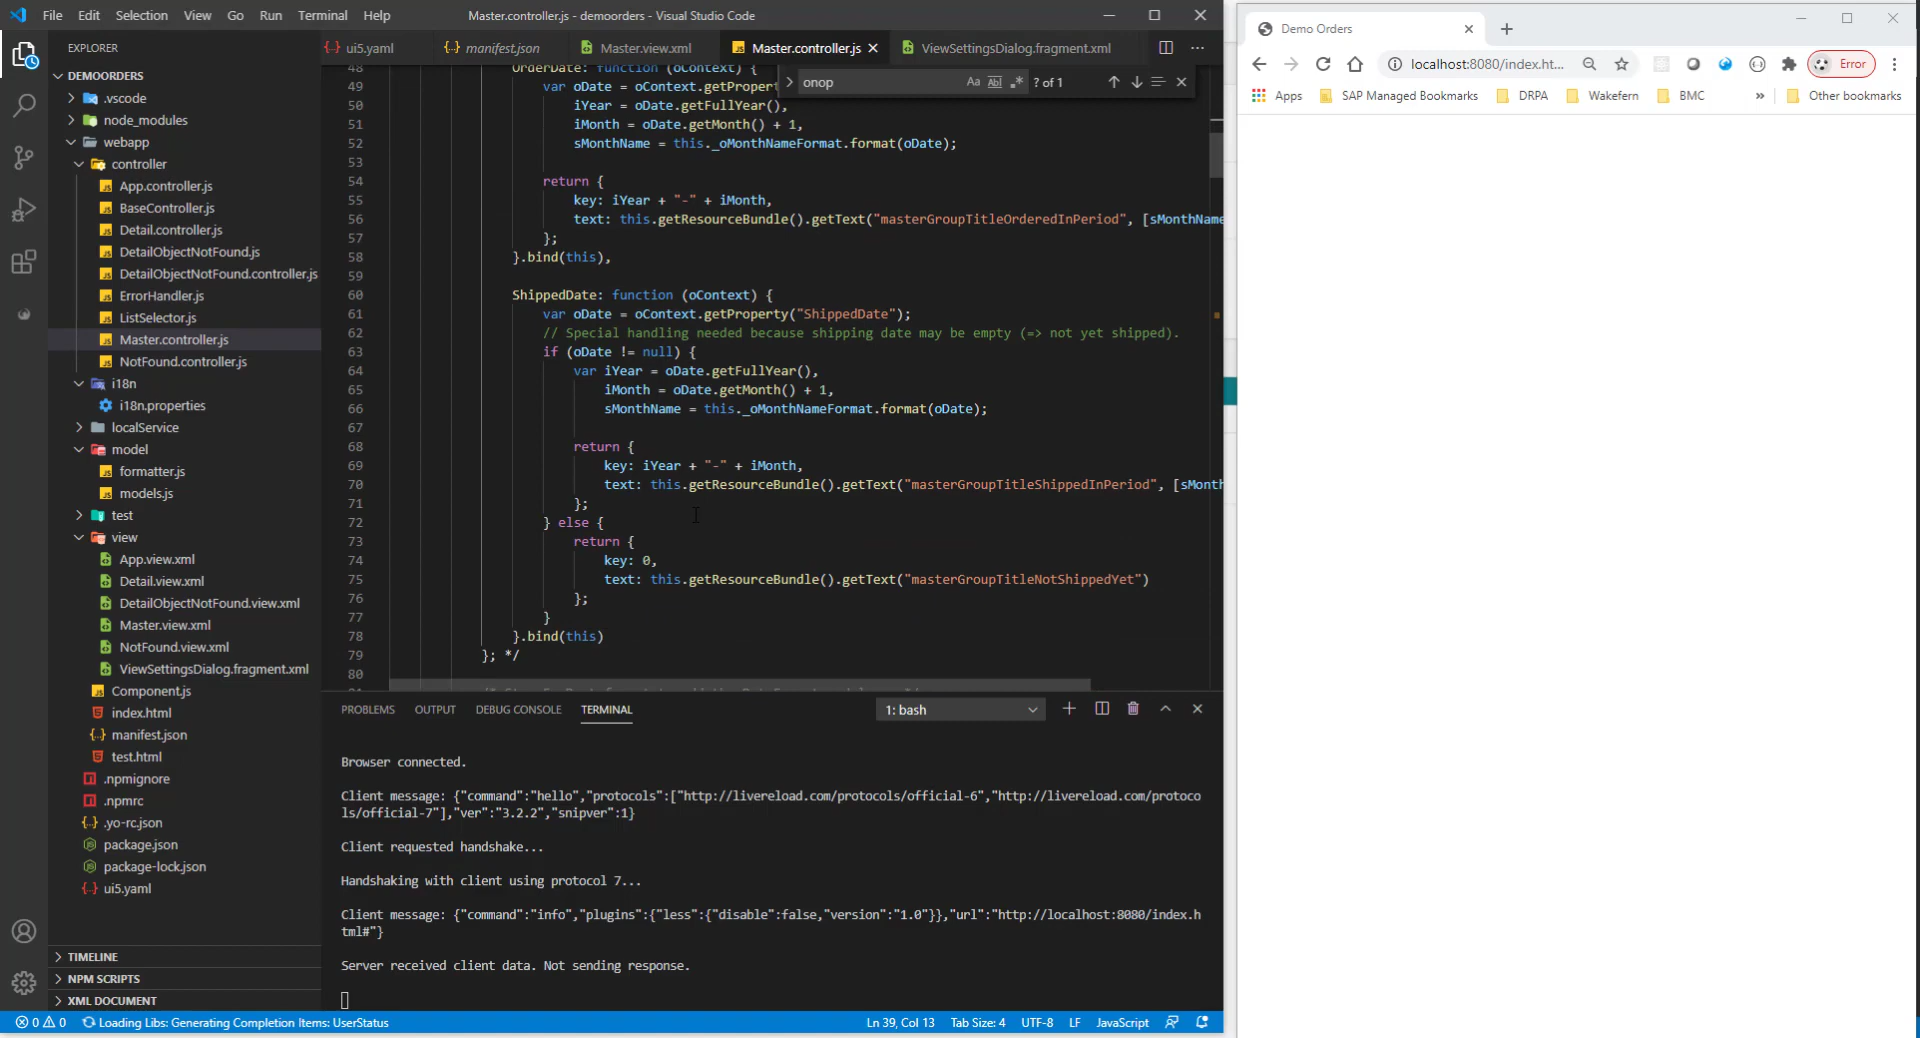 File Edit Selection View Go Run Terminal Help
Master.controller.js - demoorders - Visual Studio Code
EXPLORER
DEMOORDERS
.vscode
node_modules
webapp
controller
App.controller.js
BaseController.js
Detail.controller.js
DetailObjectNotFound.js
DetailObjectNotFound.controller.js
ErrorHandler.js
ListSelector.js
Master.controller.js
NotFound.controller.js
i18n
i18n.properties
localService
model
formatter.js
models.js
test
view
App.view.xml
Detail.view.xml
DetailObjectNotFound.view.xml
Master.view.xml
NotFound.view.xml
ViewSettingsDialog.fragment.xml
Component.js
index.html
manifest.json
test.html
.npmignore
.npmrc
.yo-rc.json
package.json
package-lock.json
ui5.yaml
TIMELINE
NPM SCRIPTS
XML DOCUMENT
ui5.yaml manifest.json Master.view.xml Master.controller.js ViewSettingsDialog.fragment.xml
onop Aa Abl .* ? of 1
48 OrderDate: function (oContext) {
49 var oDate = oContext.getPropert
50 iYear = oDate.getFullYear(),
51 iMonth = oDate.getMonth() + 1,
52 sMonthName = this._oMonthNameFormat.format(oDate);
53
54 return {
55 key: iYear + "-" + iMonth,
56 text: this.getResourceBundle().getText("masterGroupTitleOrderedInPeriod", [sMonthName
57 };
58 }.bind(this),
59
60 ShippedDate: function (oContext) {
61 var oDate = oContext.getProperty("ShippedDate");
62 // Special handling needed because shipping date may be empty (=> not yet shipped).
63 if (oDate != null) {
64 var iYear = oDate.getFullYear(),
65 iMonth = oDate.getMonth() + 1,
66 sMonthName = this._oMonthNameFormat.format(oDate);
67
68 return {
69 key: iYear + "-" + iMonth,
70 text: this.getResourceBundle().getText("masterGroupTitleShippedInPeriod", [sMonth
71 };
72 } else {
73 return {
74 key: 0,
75 text: this.getResourceBundle().getText("masterGroupTitleNotShippedYet")
76 };
77 }
78 }.bind(this)
79 }; */
80
PROBLEMS OUTPUT DEBUG CONSOLE TERMINAL 1: bash
Browser connected.
Client message: {"command":"hello","protocols":["http://livereload.com/protocols/official-6","http://livereload.com/protoco
ls/official-7"],"ver":"3.2.2","snipver":1}
Client requested handshake...
Handshaking with client using protocol 7...
Client message: {"command":"info","plugins":{"less":{"disable":false,"version":"1.0"}},"url":"http://localhost:8080/index.h
tml#"}
Server received client data. Not sending response.
0 0 Loading Libs: Generating Completion Items: UserStatus
Ln 39, Col 13 Tab Size: 4 UTF-8 LF JavaScript
Demo Orders
localhost:8080/index.ht... Error
Apps SAP Managed Bookmarks DRPA Wakefern BMC » Other bookmarks